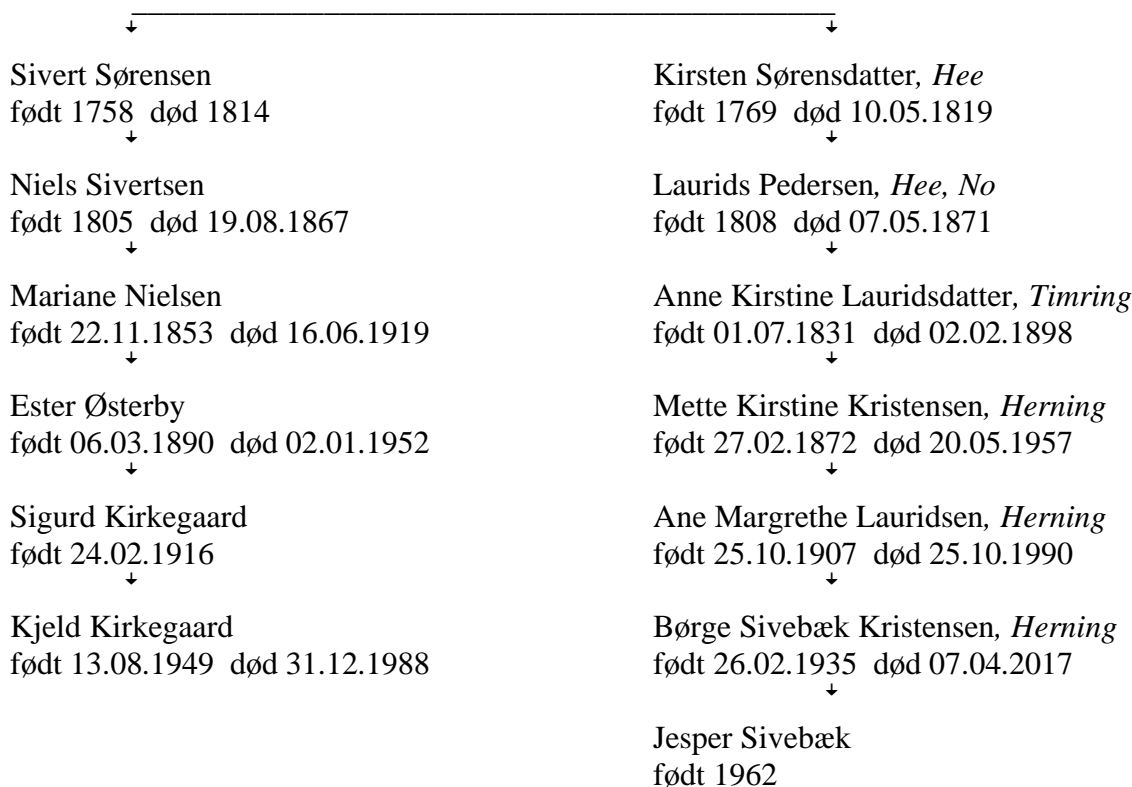 Sivert Sørensen
født 1758 død 1814
Niels Sivertsen
født 1805 død 19.08.1867
Mariane Nielsen
født 22.11.1853 død 16.06.1919
Ester Østerby
født 06.03.1890 død 02.01.1952
Sigurd Kirkegaard
født 24.02.1916
Kjeld Kirkegaard
født 13.08.1949 død 31.12.1988
Kirsten Sørensdatter, Hee
født 1769 død 10.05.1819
Laurids Pedersen, Hee, No
født 1808 død 07.05.1871
Anne Kirstine Lauridsdatter, Timring
født 01.07.1831 død 02.02.1898
Mette Kirstine Kristensen, Herning
født 27.02.1872 død 20.05.1957
Ane Margrethe Lauridsen, Herning
født 25.10.1907 død 25.10.1990
Børge Sivebæk Kristensen, Herning
født 26.02.1935 død 07.04.2017
Jesper Sivebæk
født 1962